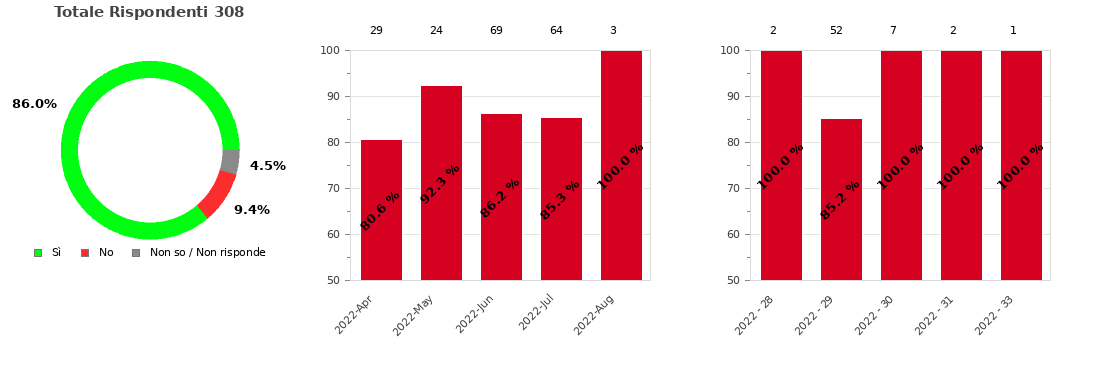 Totale Rispondenti 308
86.0%
4.5%
9.4%
Sì No Non so / Non risponde
29 24 69 64 3
100
90
80
70
60
50
80.6 % 92.3 % 86.2 % 85.3 % 100.0 %
2022-Apr 2022-May 2022-Jun 2022-Jul 2022-Aug
2 52 7 2 1
100
90
80
70
60
50
100.0 % 85.2 % 100.0 % 100.0 % 100.0 %
2022 - 28 2022 - 29 2022 - 30 2022 - 31 2022 - 33